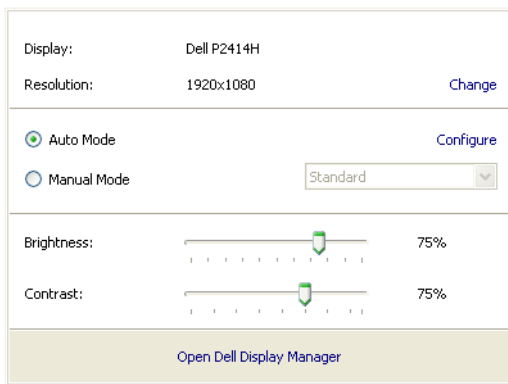 Display: Dell P2414H
Resolution: 1920x1080 Change
Auto Mode Configure
Manual Mode Standard
Brightness: 75%
Contrast: 75%
Open Dell Display Manager